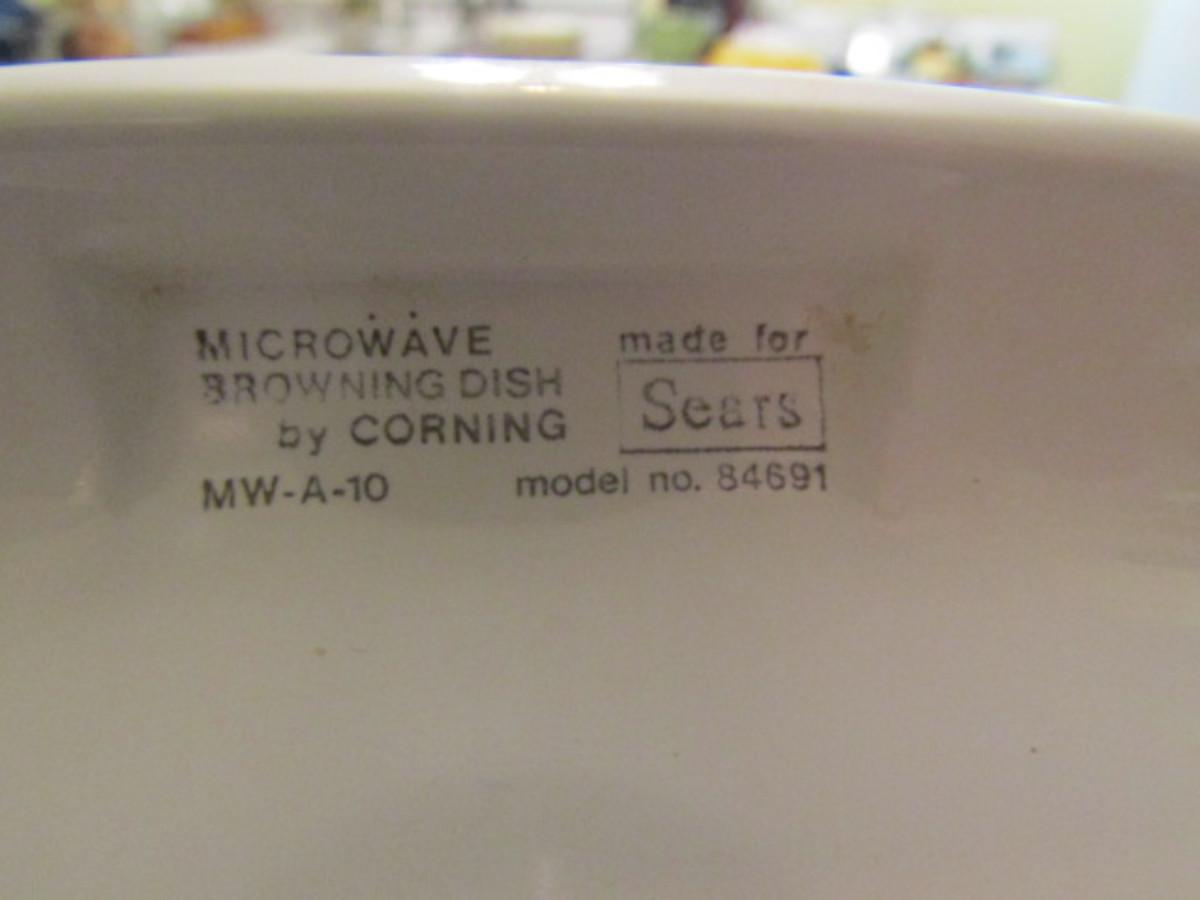 MICROWAVE
BROWNING DISH
by CORNING
MW-A-10
made for
Sears
model no. 84691